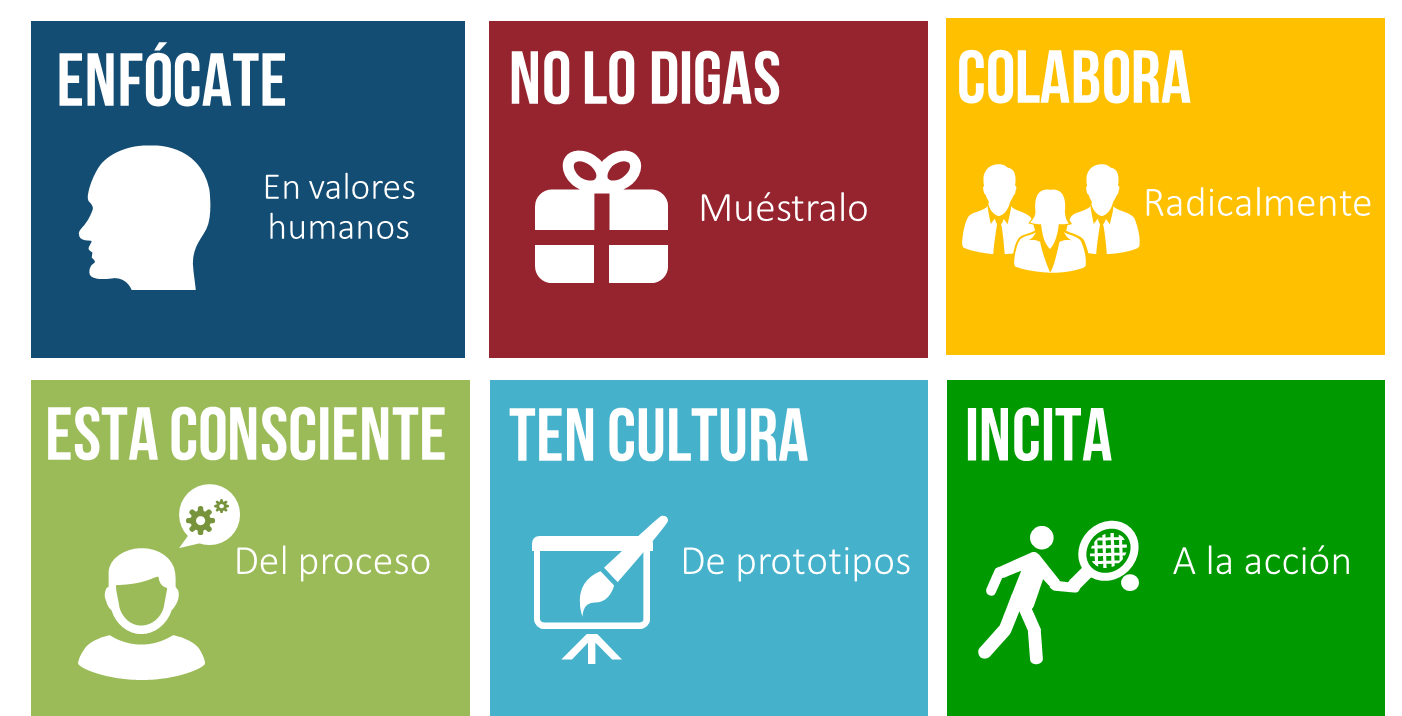 ENFÓCATE
En valores
humanos
NO LO DIGAS
Muéstralo
COLABORA
Radicalmente
ESTA CONSCIENTE
Del proceso
TEN CULTURA
De prototipos
INCITA
A la acción